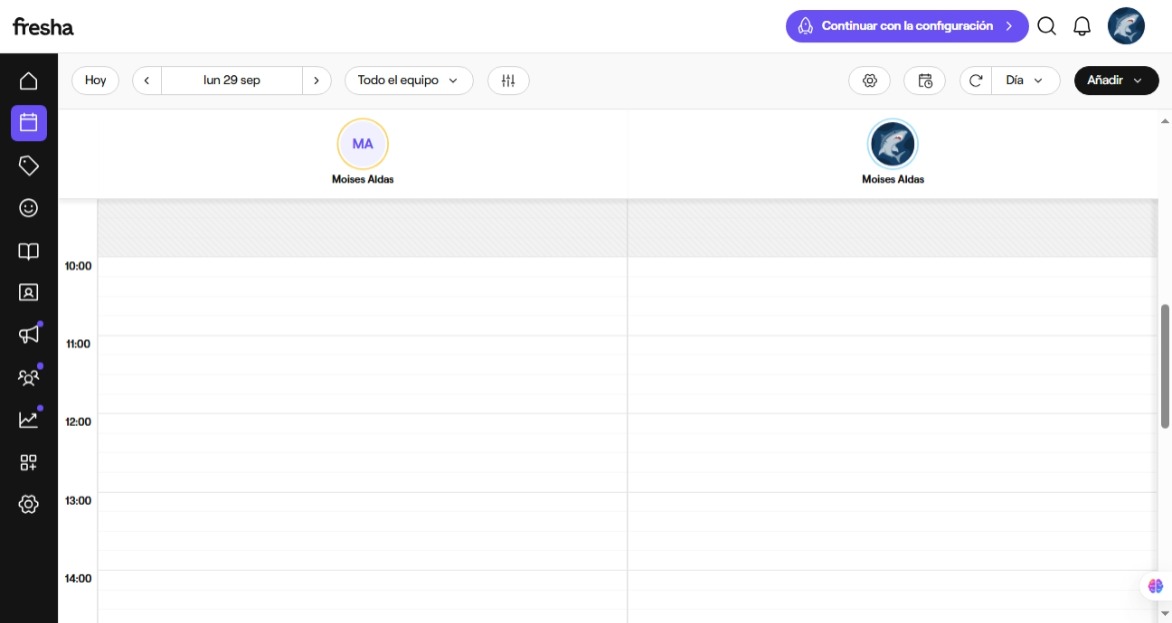 fresha
Continuar con la configuración
Hoy
lun 29 sep
Todo el equipo
Día
Añadir
MA
Moises Aldas
Moises Aldas
10:00
11:00
12:00
13:00
14:00